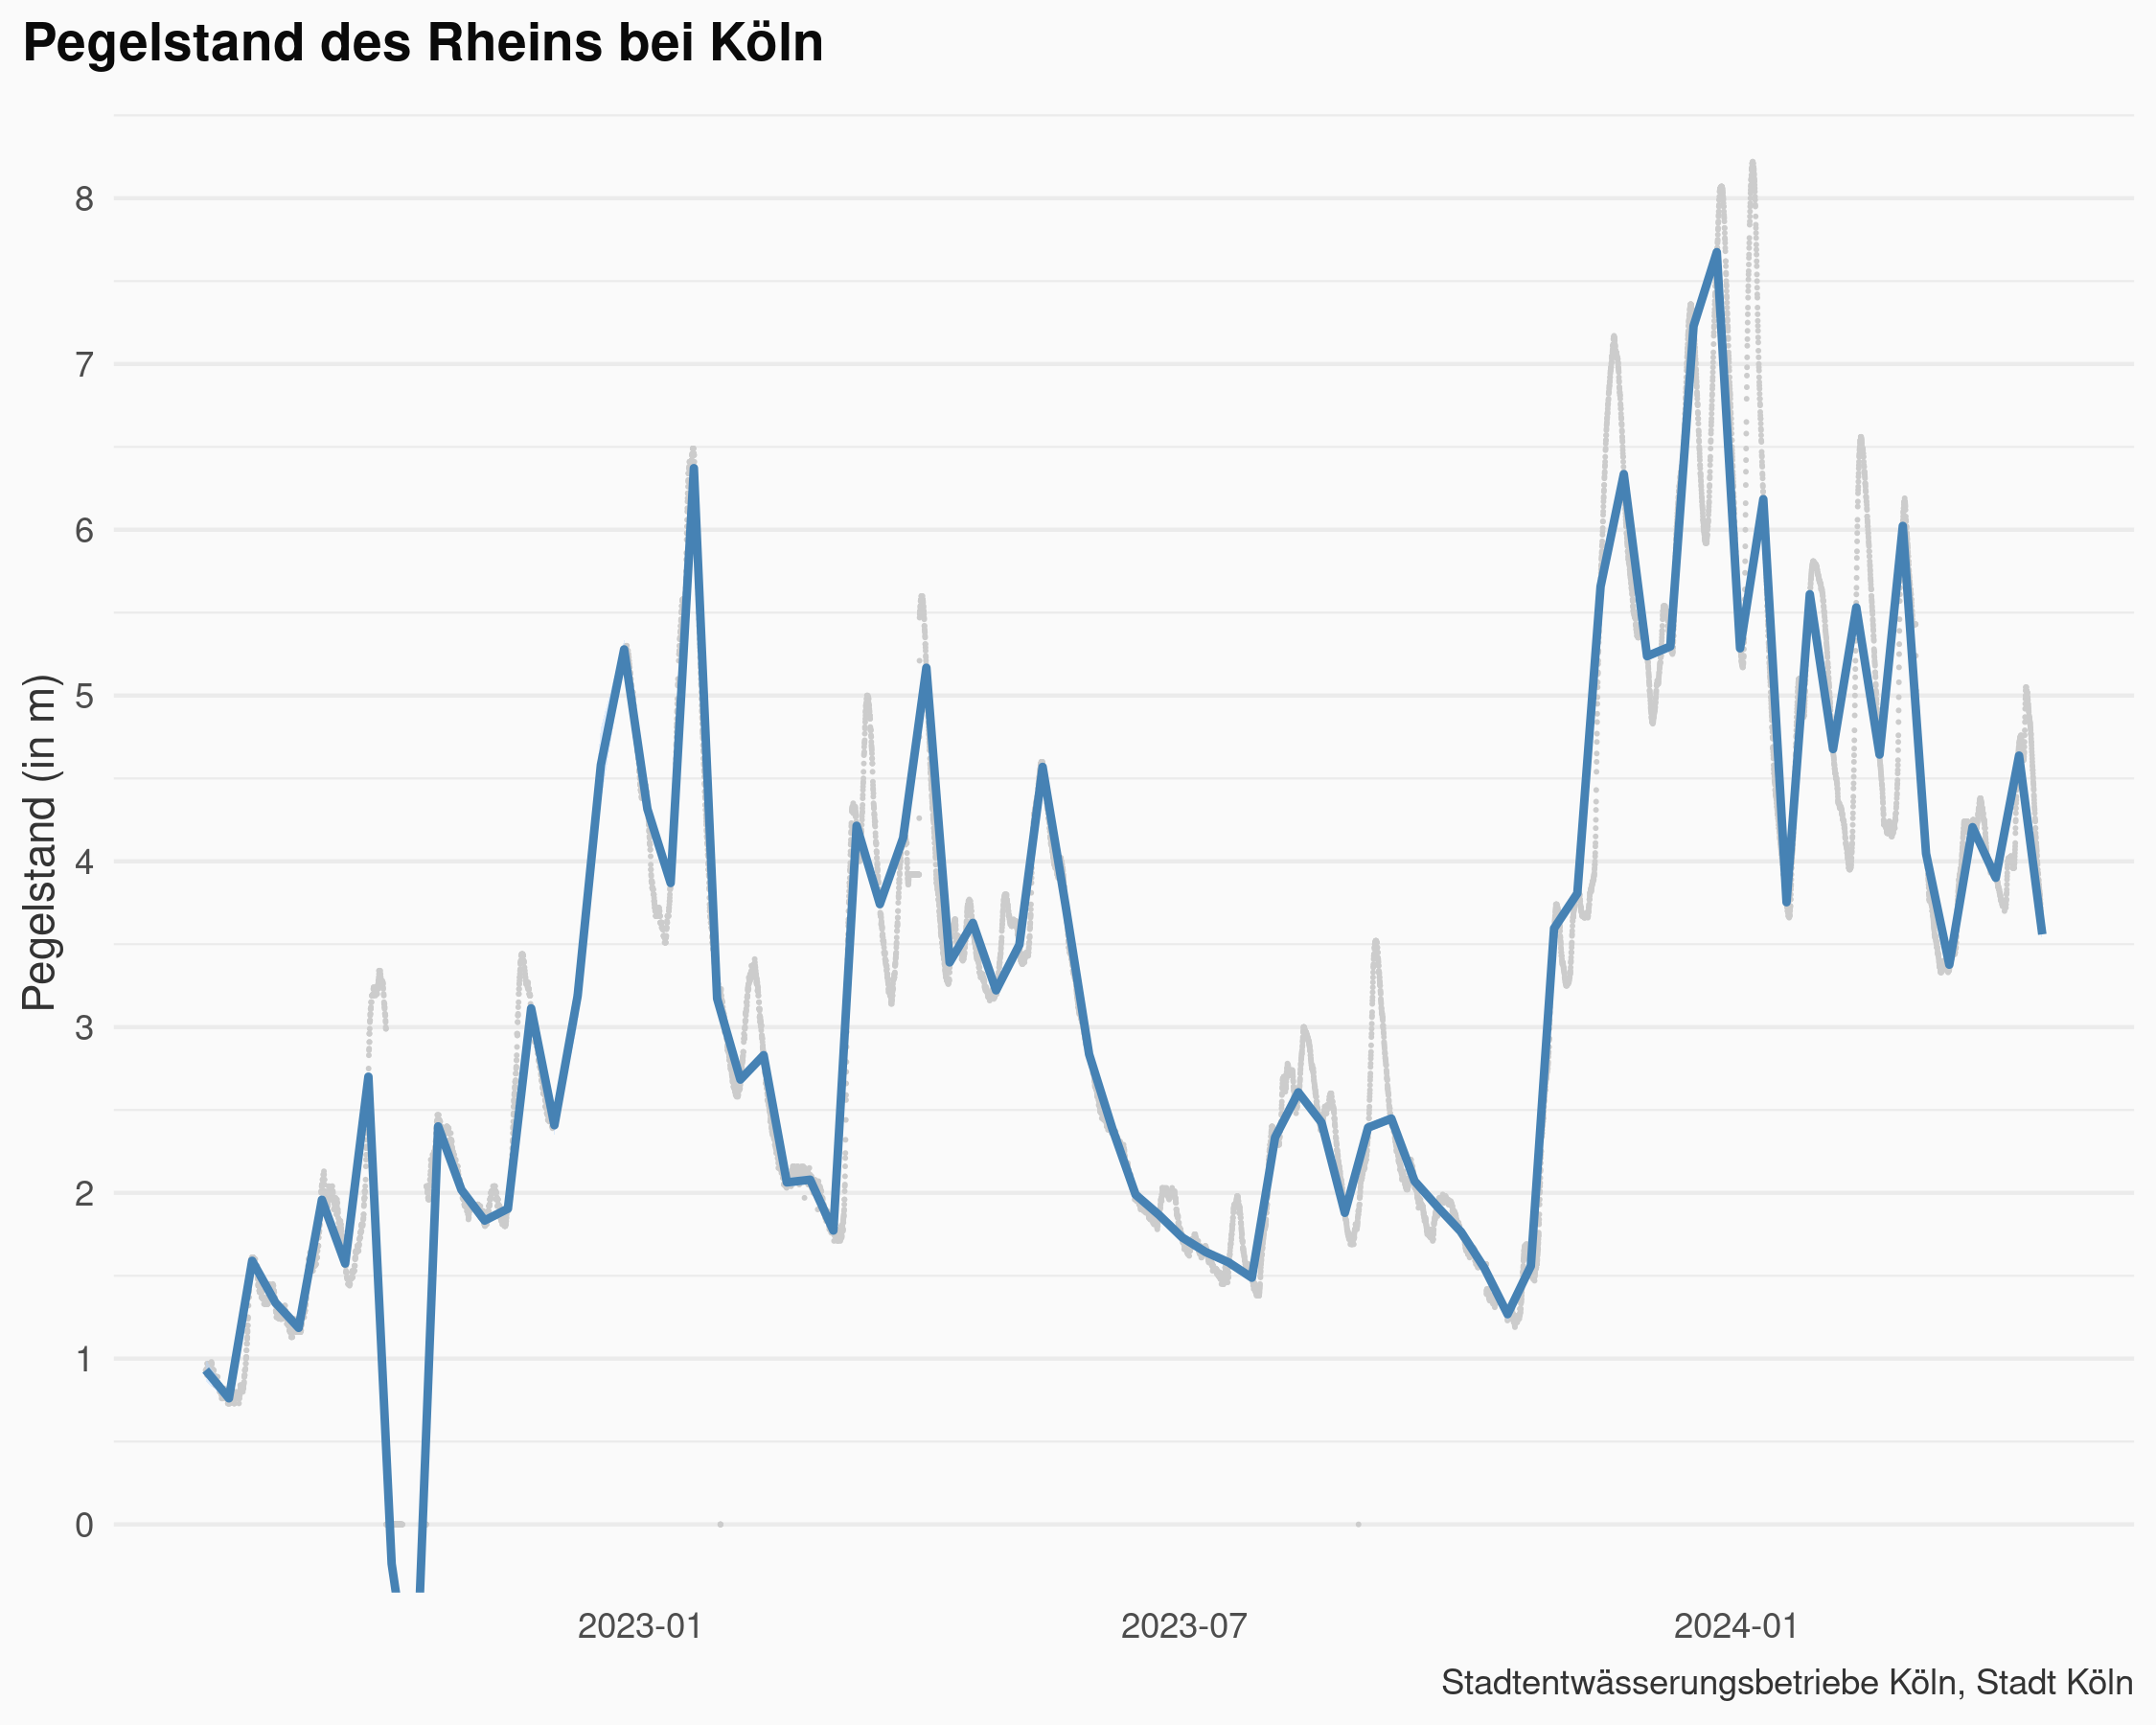 Pegelstand des Rheins bei Köln
Pegelstand (in m)
8
7
6
5
4
3
2
1
0
2023-01 2023-07 2024-01
Stadtentwässerungsbetriebe Köln, Stadt Köln